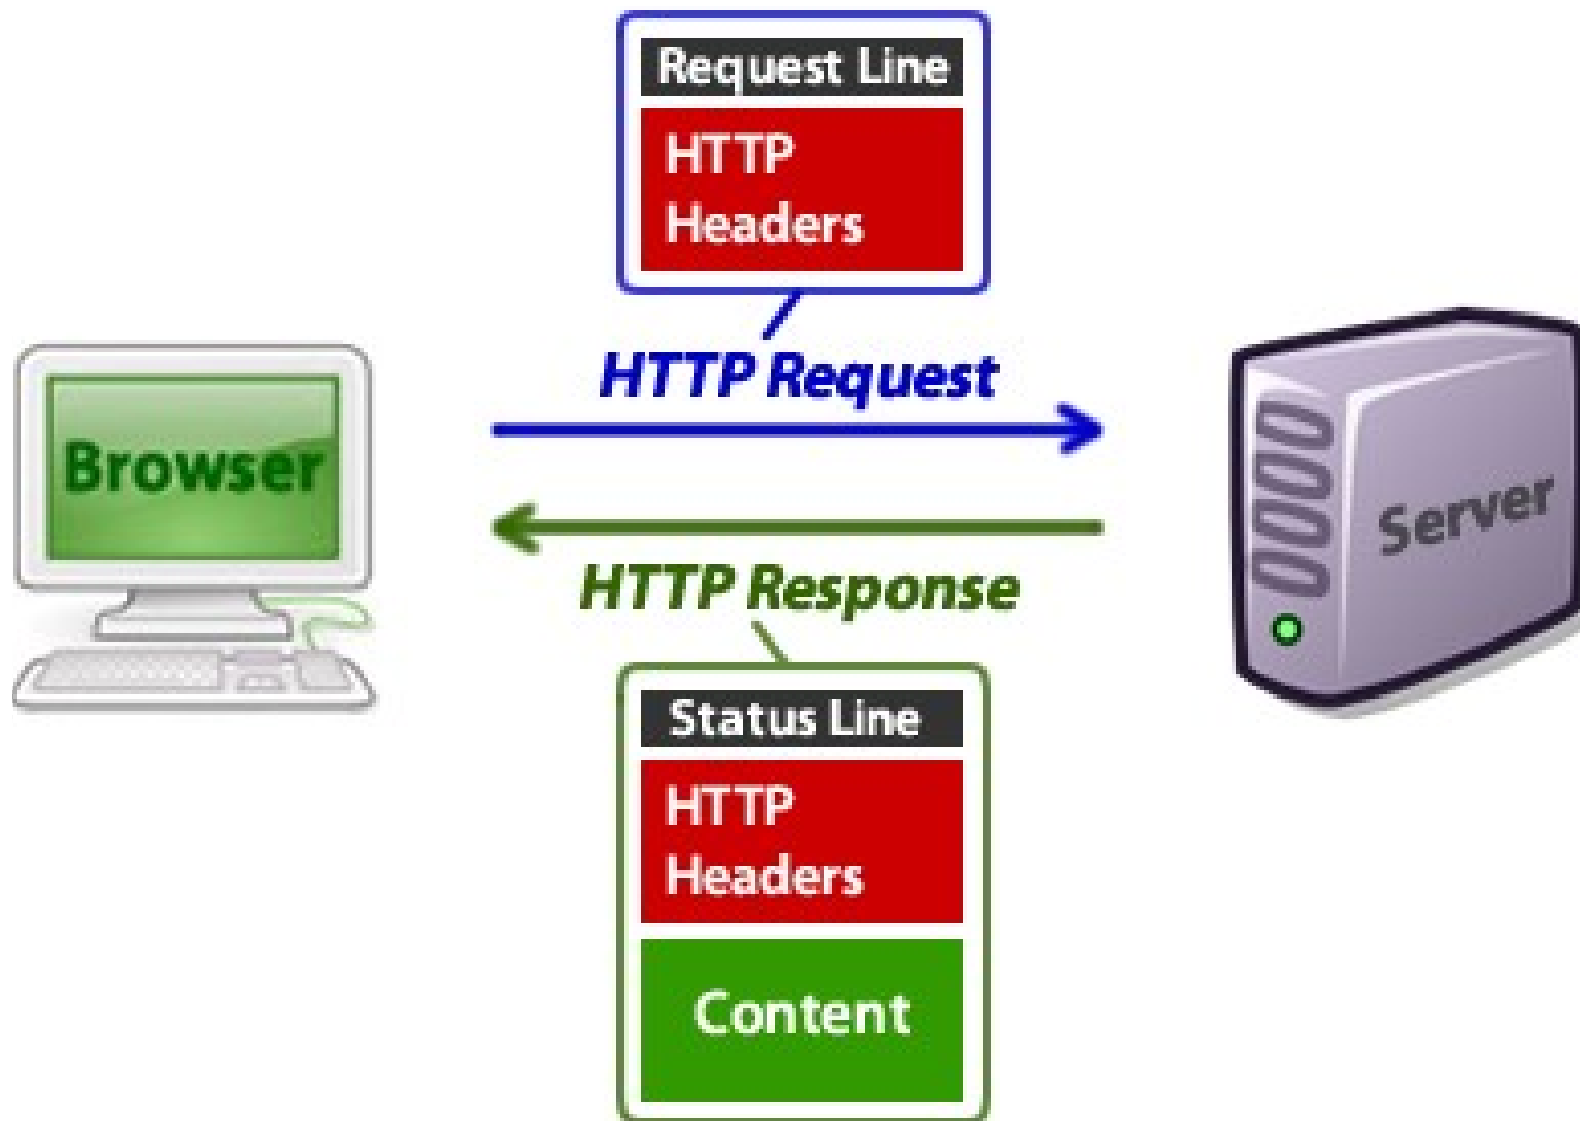 Request Line
HTTP
Headers
HTTP Request
Browser
Server
HTTP Response
Status Line
HTTP
Headers
Content